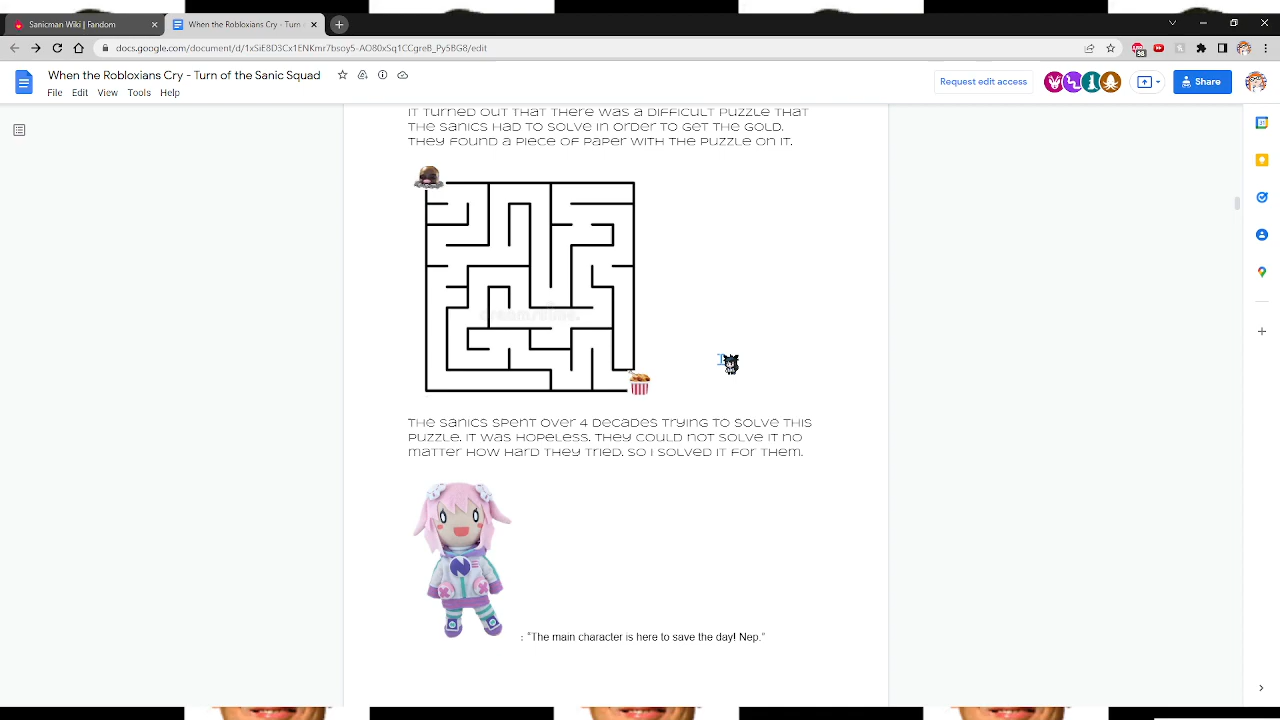 Sanicman Wiki | Fandom
When the Robloxians Cry - Turn
docs.google.com/document/d/1xSiE8D3Cx1ENKmr7bsoy5-AO80xSq1CCgreB_Py5BG8/edit
When the Robloxians Cry - Turn of the Sanic Squad
File Edit View Tools Help
Request edit access
Share
IT TURNED OUT THAT THERE WAS A DIFFICULT PUZZLE THAT
THE SANICS HAD TO SOLVE IN ORDER TO GET THE GOLD.
THEY FOUND A PIECE OF PAPER WITH THE PUZZLE ON IT.
dreamstime.
THE SANICS SPENT OVER 4 DECADES TRYING TO SOLVE THIS
PUZZLE. IT WAS HOPELESS. THEY COULD NOT SOLVE IT NO
MATTER HOW HARD THEY TRIED. SO I SOLVED IT FOR THEM.
: "The main character is here to save the day! Nep."